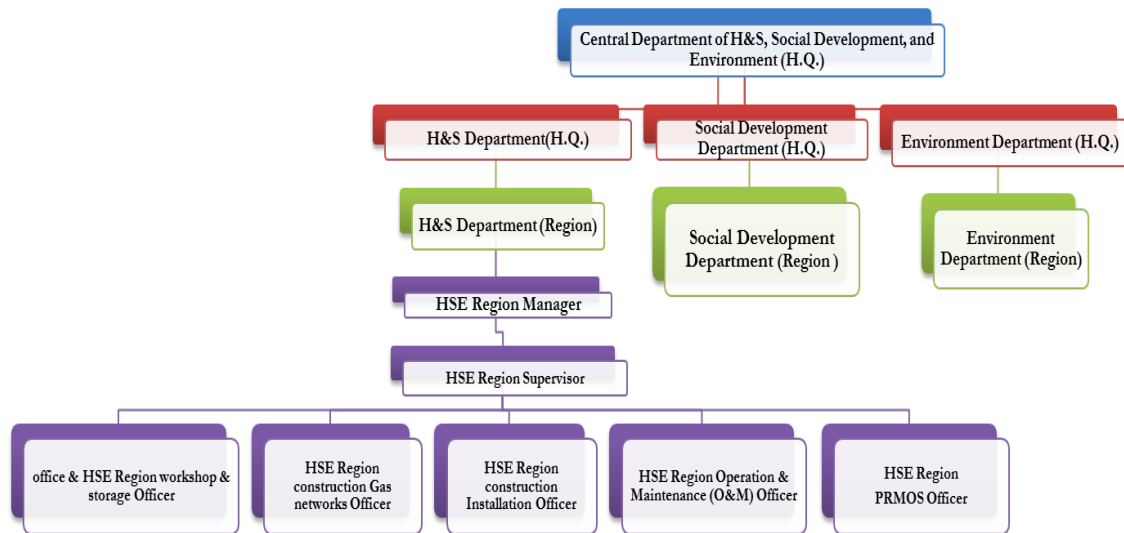 Central Department of H&S, Social Development, and
Environment (H.Q.)
H&S Department(H.Q.)
Social Development
Department (H.Q.)
Environment Department (H.Q.)
H&S Department (Region)
Social Development
Department (Region )
Environment
Department (Region)
HSE Region Manager
HSE Region Supervisor
office & HSE Region workshop &
storage Officer
HSE Region
construction Gas
networks Officer
HSE Region
construction
Installation Officer
HSE Region Operation &
Maintenance (O&M) Officer
HSE Region
PRMOS Officer